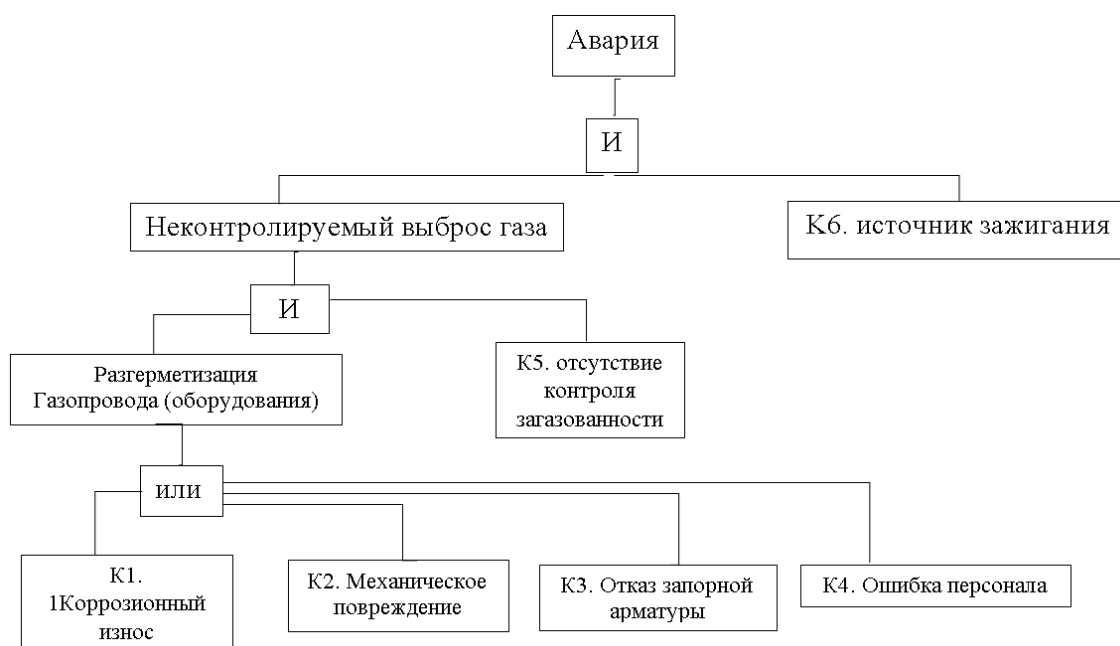 Авария
И
Неконтролируемый выброс газа
К6. источник зажигания
И
Разгерметизация
Газопровода (оборудования)
К5. отсутствие
контроля
загазованности
или
К1.
1Коррозионный
износ
К2. Механическое
повреждение
К3. Отказ запорной
арматуры
К4. Ошибка персонала